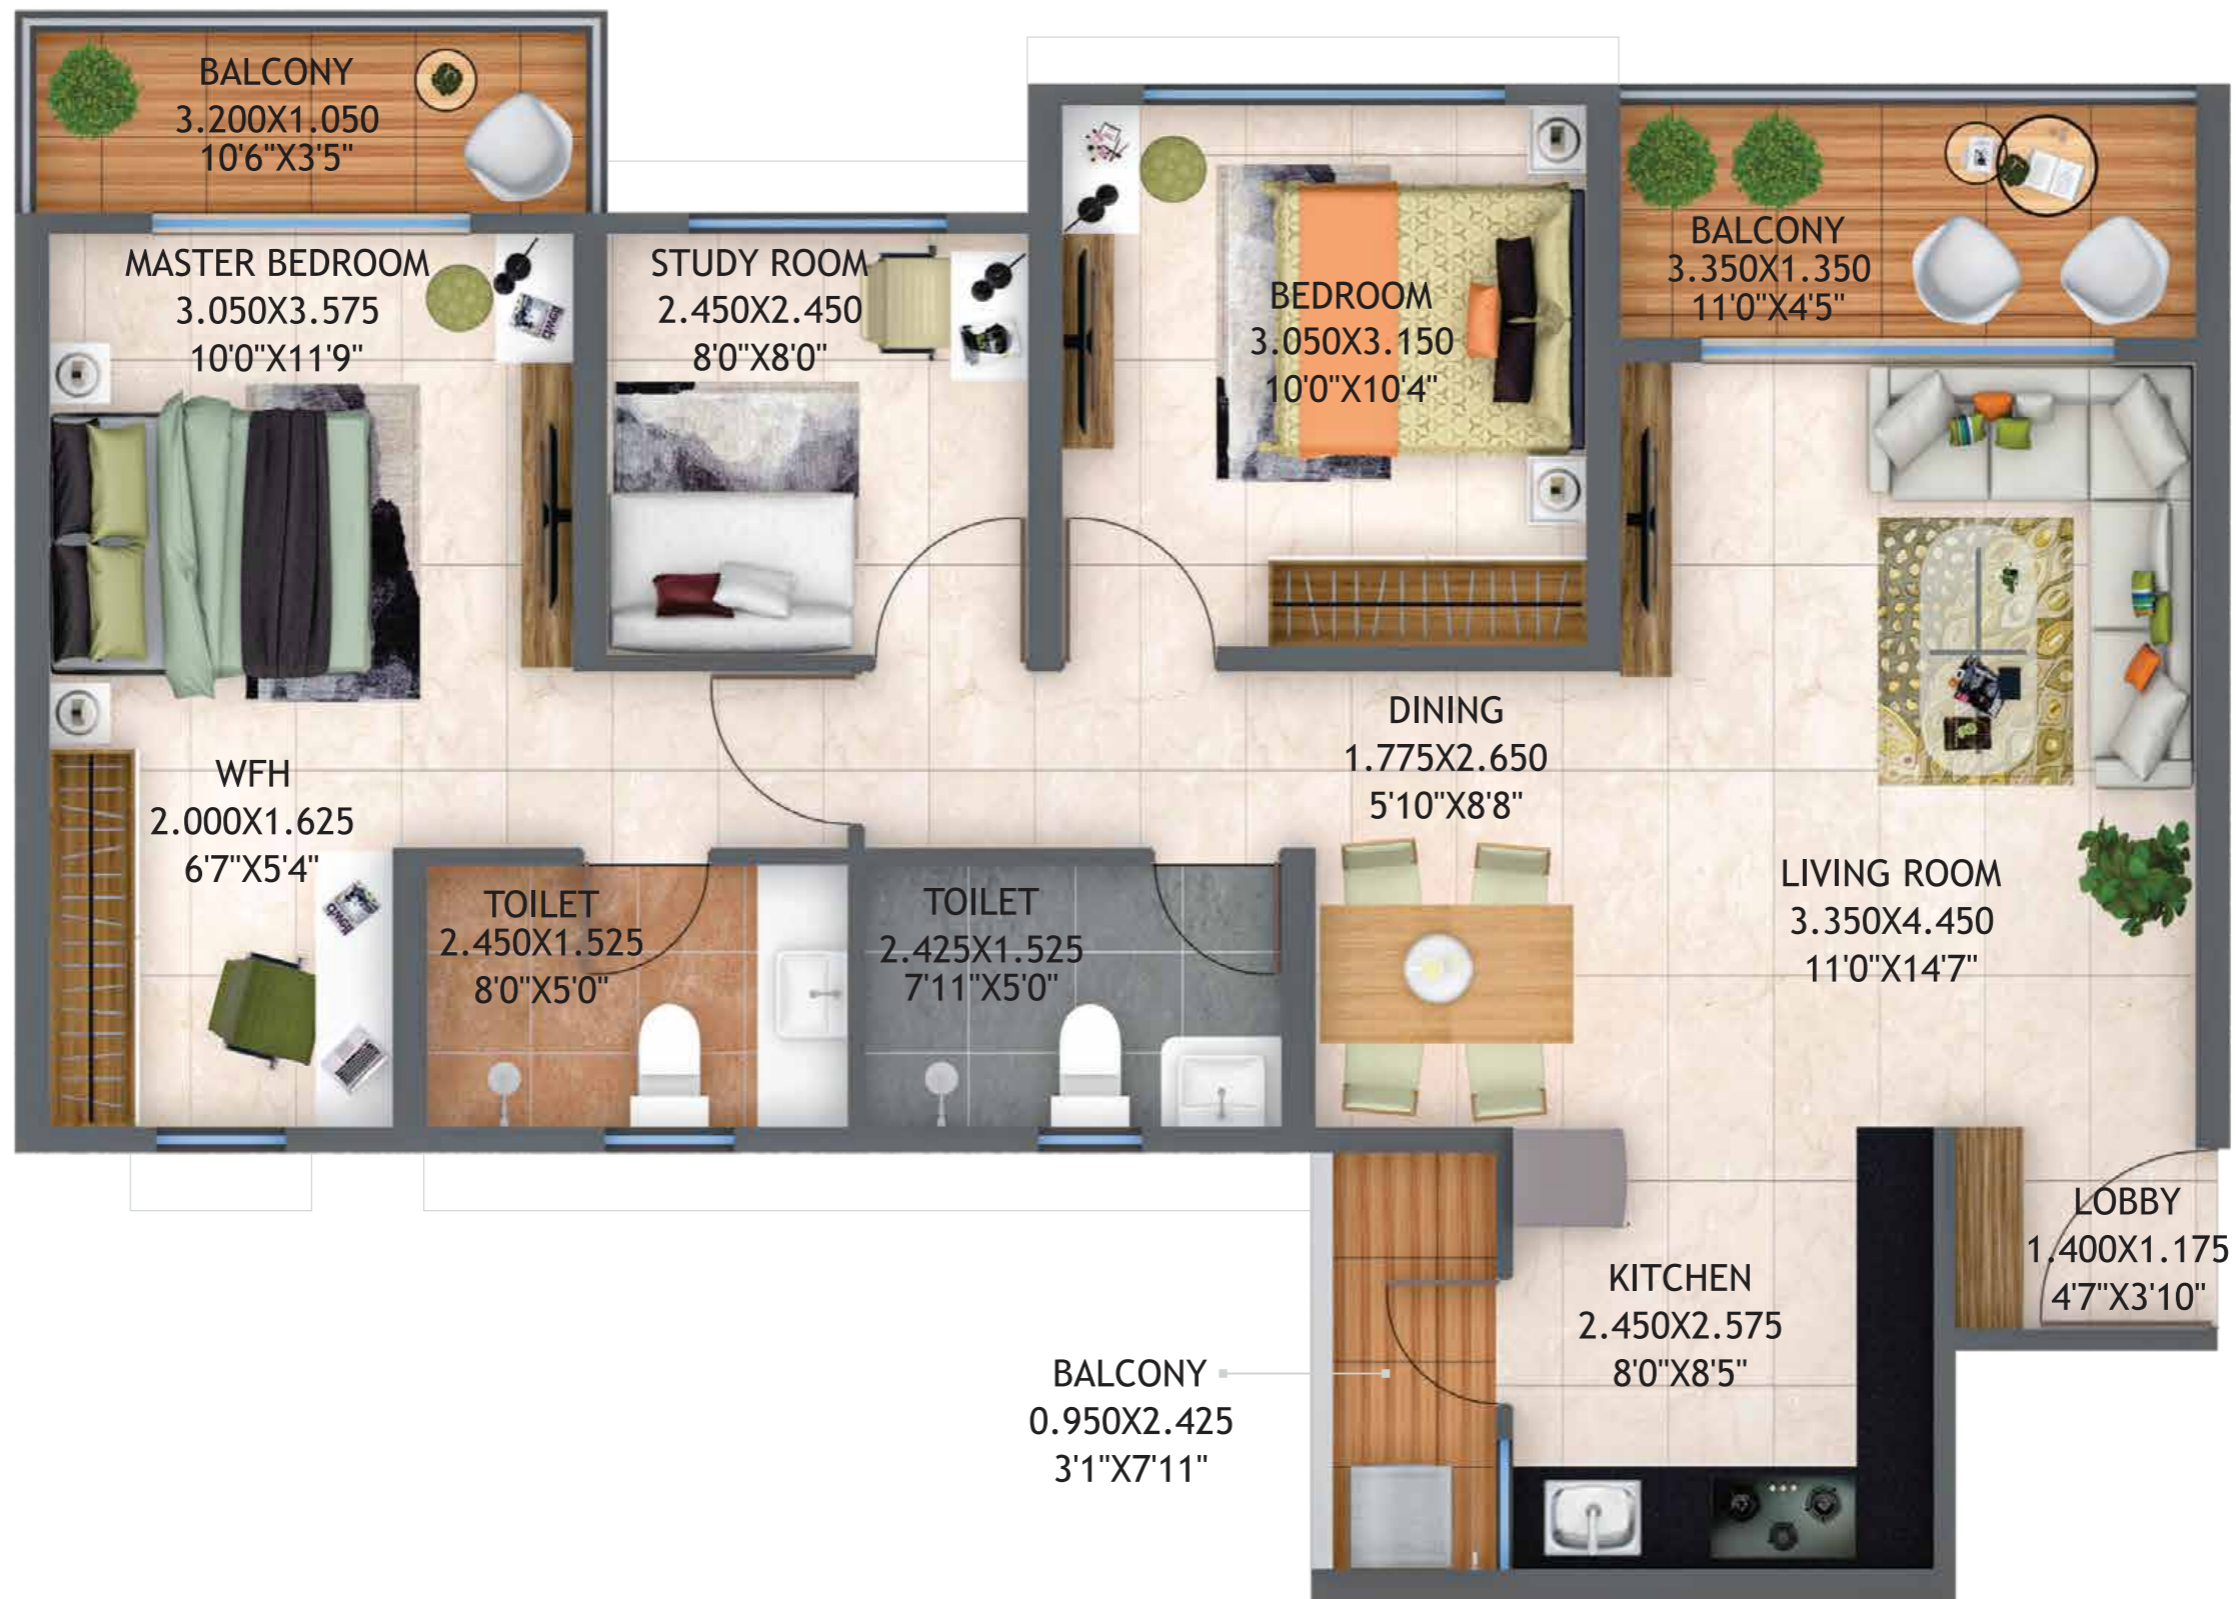 BALCONY
3.200X1.050
10'6"X3'5"
MASTER BEDROOM
3.050X3.575
10'0"X11'9"
STUDY ROOM
2.450X2.450
8'0"X8'0"
BEDROOM
3.050X3.150
10'0"X10'4"
BALCONY
3.350X1.350
11'0"X4'5"
WFH
2.000X1.625
6'7"X5'4"
TOILET
2.450X1.525
8'0"X5'0"
TOILET
2.425X1.525
7'11"X5'0"
DINING
1.775X2.650
5'10"X8'8"
LIVING ROOM
3.350X4.450
11'0"X14'7"
LOBBY
1.400X1.175
4'7"X3'10"
KITCHEN
2.450X2.575
8'0"X8'5"
BALCONY
0.950X2.425
3'1"X7'11"